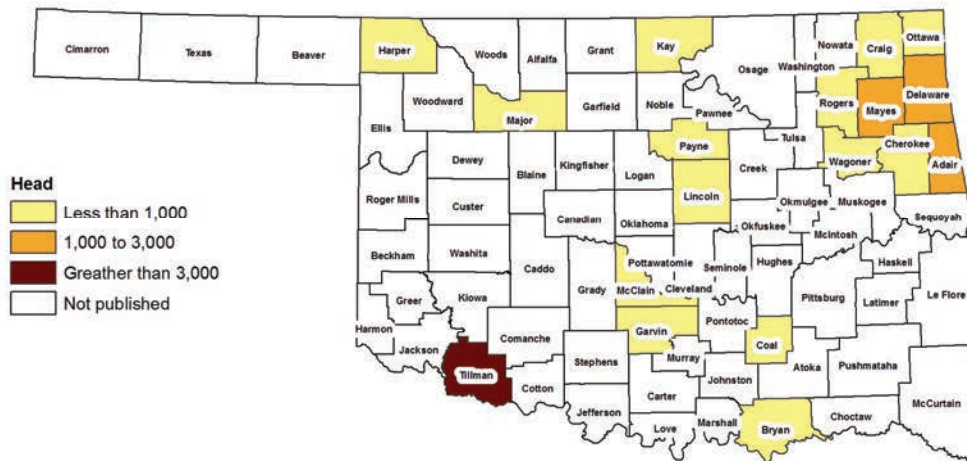 Cimarron
Texas
Beaver
Harper
Woods
Alfalfa
Grant
Kay
Osage
Washington
Nowata
Craig
Ottawa
Woodward
Major
Garfield
Noble
Pawnee
Rogers
Mayes
Delaware
Ellis
Dewey
Blaine
Kingfisher
Logan
Payne
Creek
Tulsa
Wagoner
Cherokee
Adair
Head
Less than 1,000
1,000 to 3,000
Greather than 3,000
Not published
Roger Mills
Custer
Canadian
Oklahoma
Lincoln
Okfuskee
Okmulgee
Muskogee
McIntosh
Sequoyah
Beckham
Washita
Caddo
Grady
McClain
Cleveland
Pottawatomie
Seminole
Hughes
Pittsburg
Haskell
Latimer
Le Flore
Greer
Kiowa
Harmon
Jackson
Tillman
Comanche
Cotton
Stephens
Garvin
Murray
Pontotoc
Coal
Atoka
Pushmataha
Jefferson
Carter
Johnston
Love
Marshall
Bryan
Choctaw
McCurtain